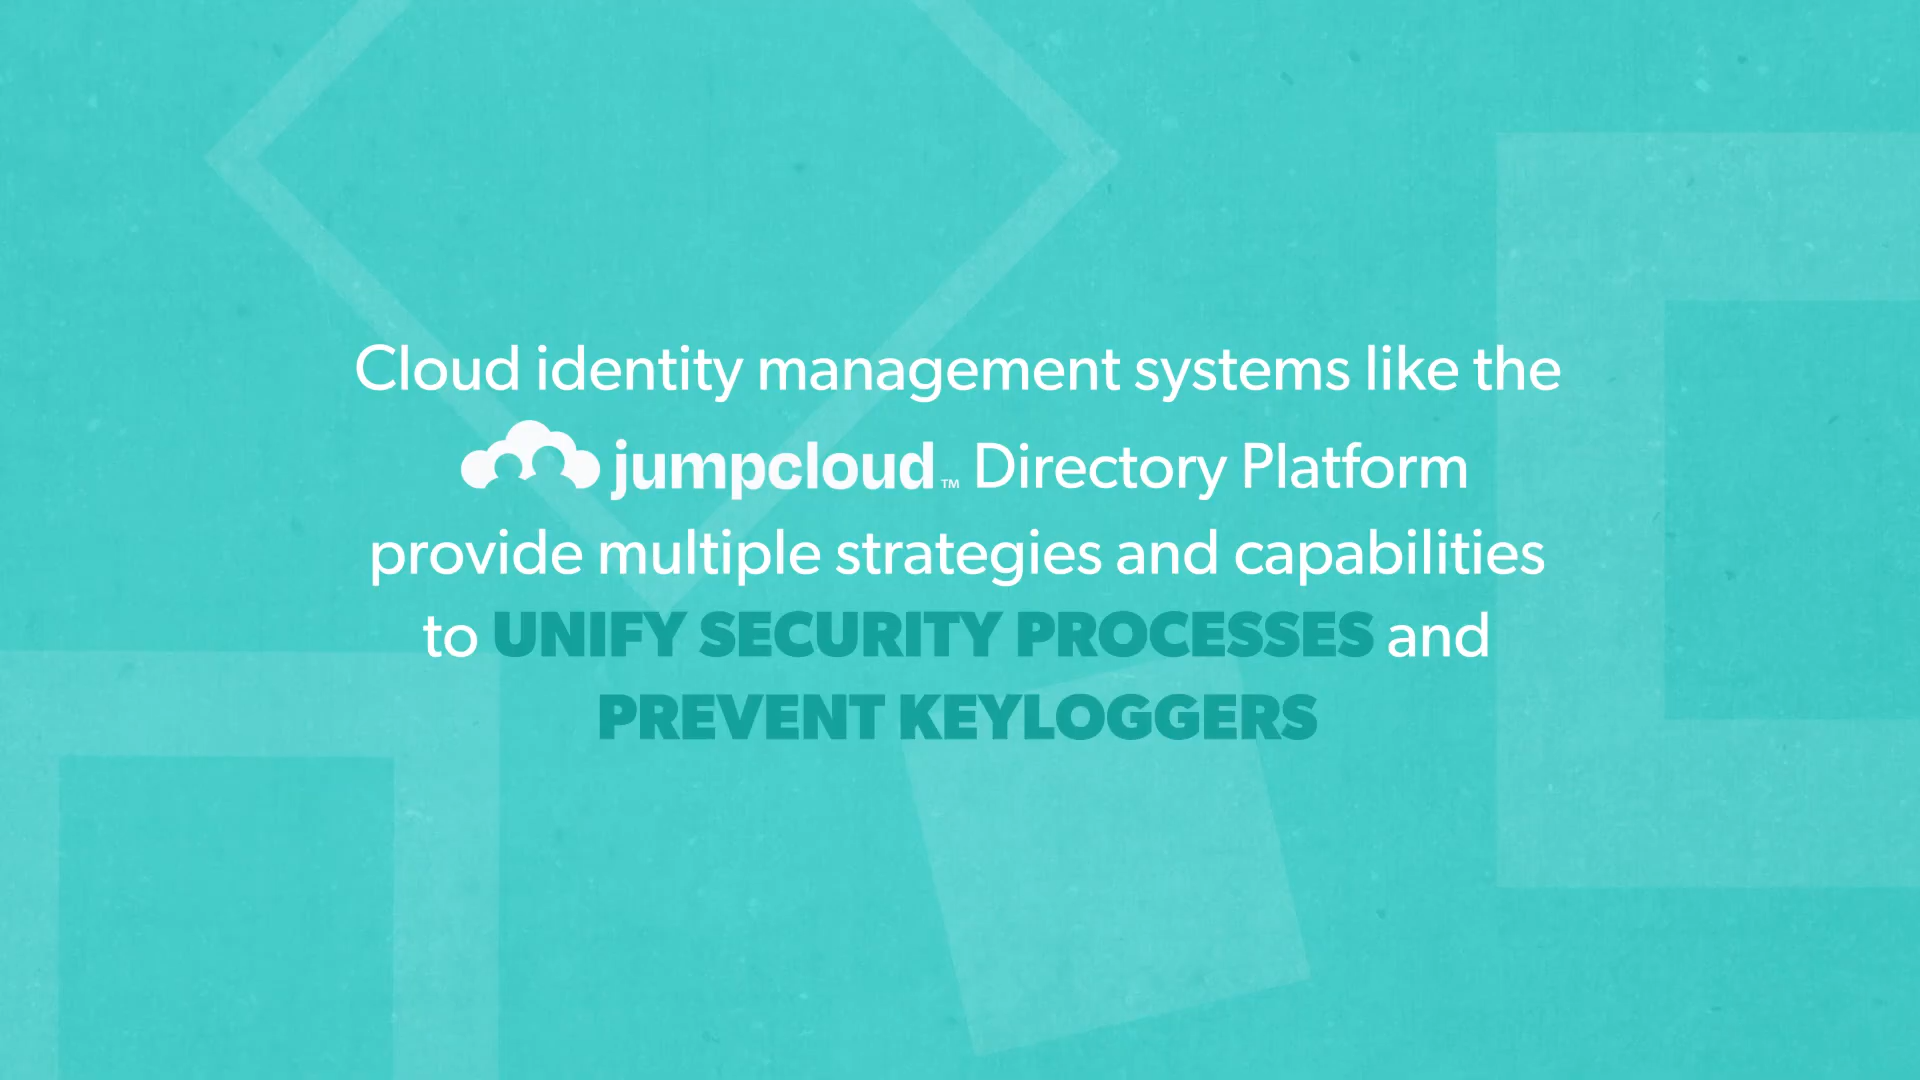 Cloud identity management systems like the
jumpcloud™ Directory Platform
provide multiple strategies and capabilities
to UNIFY SECURITY PROCESSES and
PREVENT KEYLOGGERS